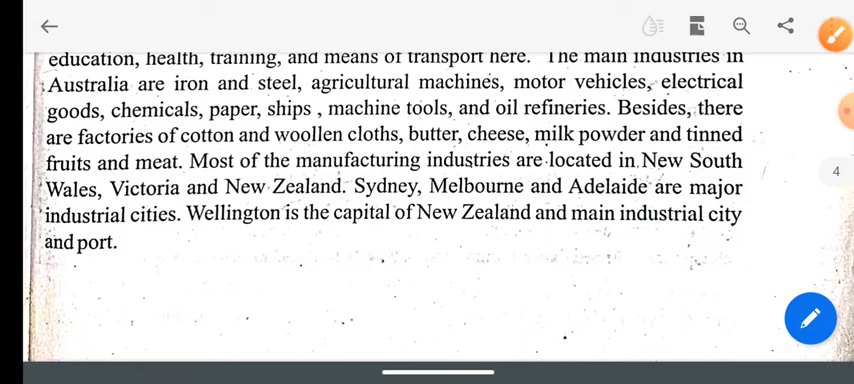 education, health, training, and means of transport here. The main industries in
Australia are iron and steel, agricultural machines, motor vehicles, electrical
goods, chemicals, paper, ships , machine tools, and oil refineries. Besides, there
are factories of cotton and woollen cloths, butter, cheese, milk powder and tinned
fruits and meat. Most of the manufacturing industries are located in New South
Wales, Victoria and New Zealand. Sydney, Melbourne and Adelaide are major
industrial cities. Wellington is the capital of New Zealand and main industrial city
and port.
4